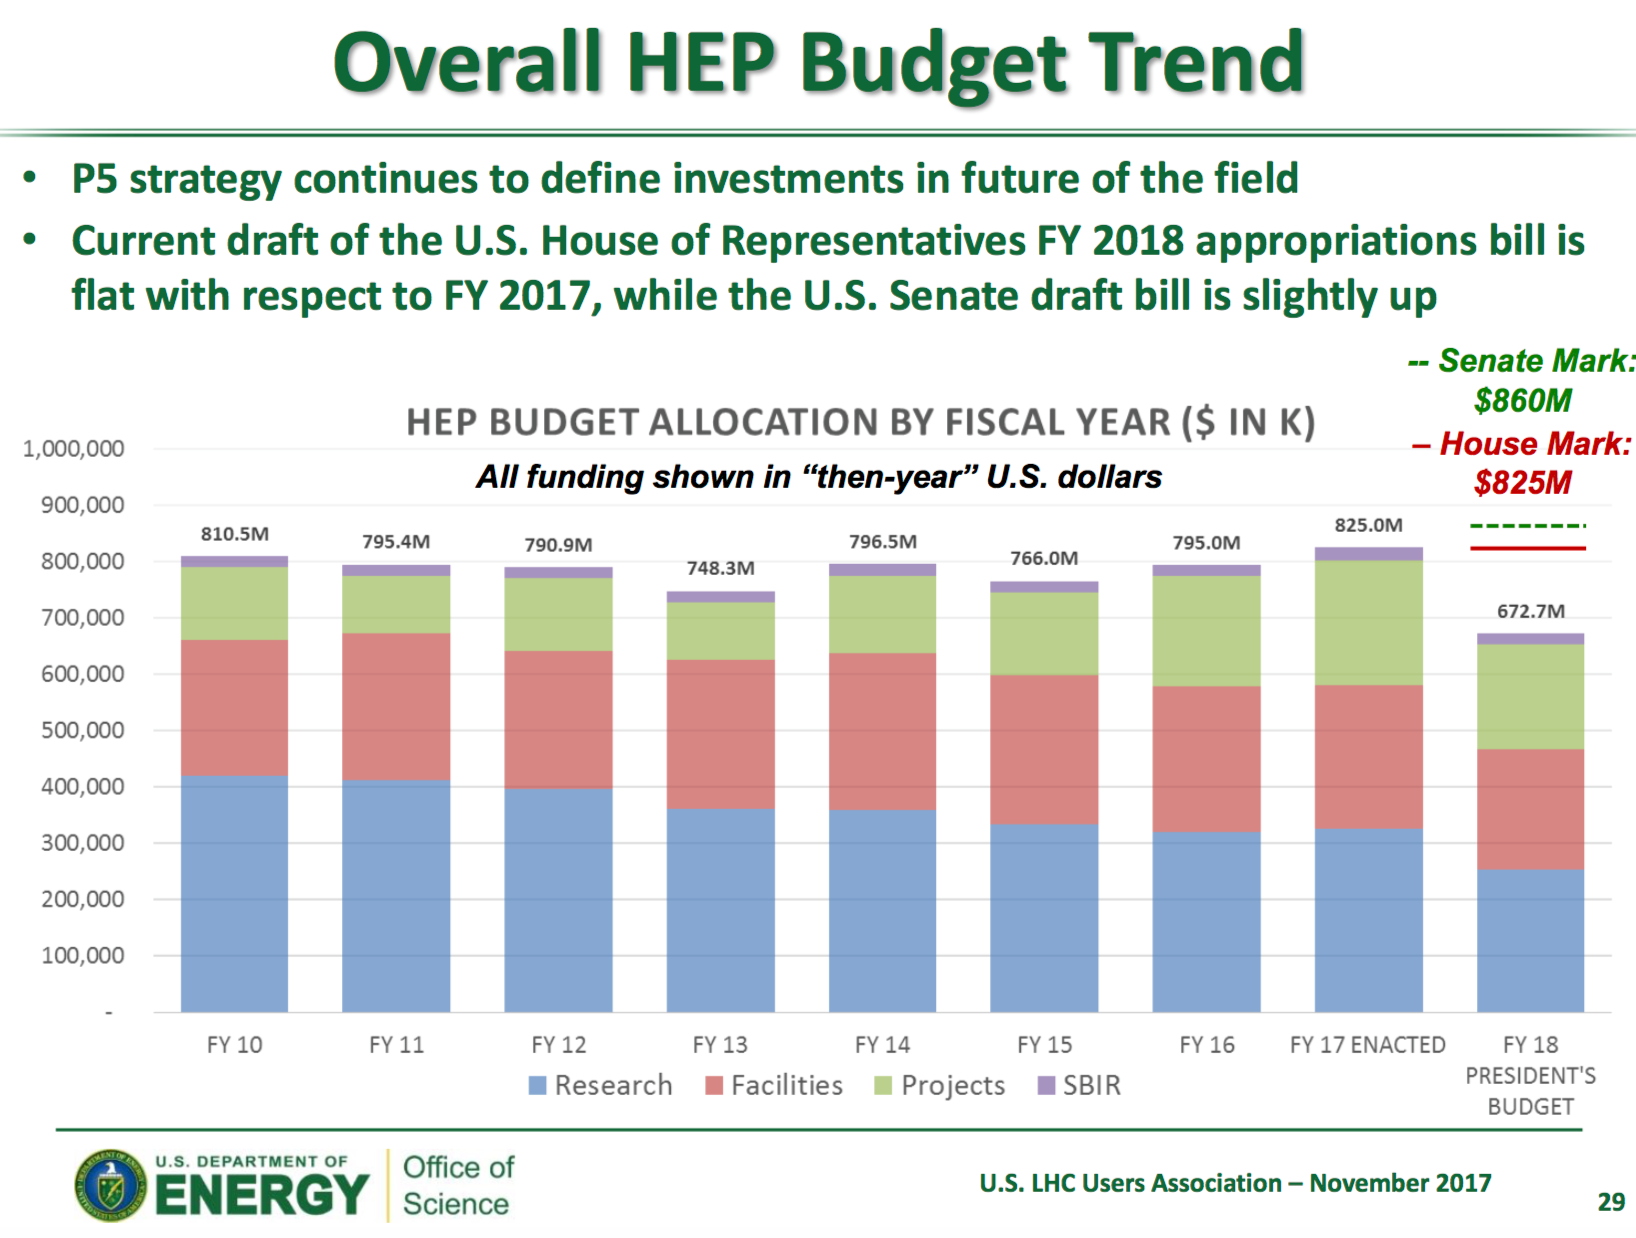 Overall HEP Budget Trend
• P5 strategy continues to define investments in future of the field
• Current draft of the U.S. House of Representatives FY 2018 appropriations bill is
flat with respect to FY 2017, while the U.S. Senate draft bill is slightly up
-- Senate Mark:
$860M
– House Mark:
$825M
HEP BUDGET ALLOCATION BY FISCAL YEAR ($ IN K)
All funding shown in “then-year” U.S. dollars
1,000,000
900,000
800,000
700,000
600,000
500,000
400,000
300,000
200,000
100,000
-
810.5M
795.4M
790.9M
748.3M
796.5M
766.0M
795.0M
825.0M
672.7M
FY 10
FY 11
FY 12
FY 13
FY 14
FY 15
FY 16
FY 17 ENACTED
FY 18
PRESIDENT'S
BUDGET
Research Facilities Projects SBIR
U.S. DEPARTMENT OF
ENERGY
Office of
Science
U.S. LHC Users Association – November 2017
29